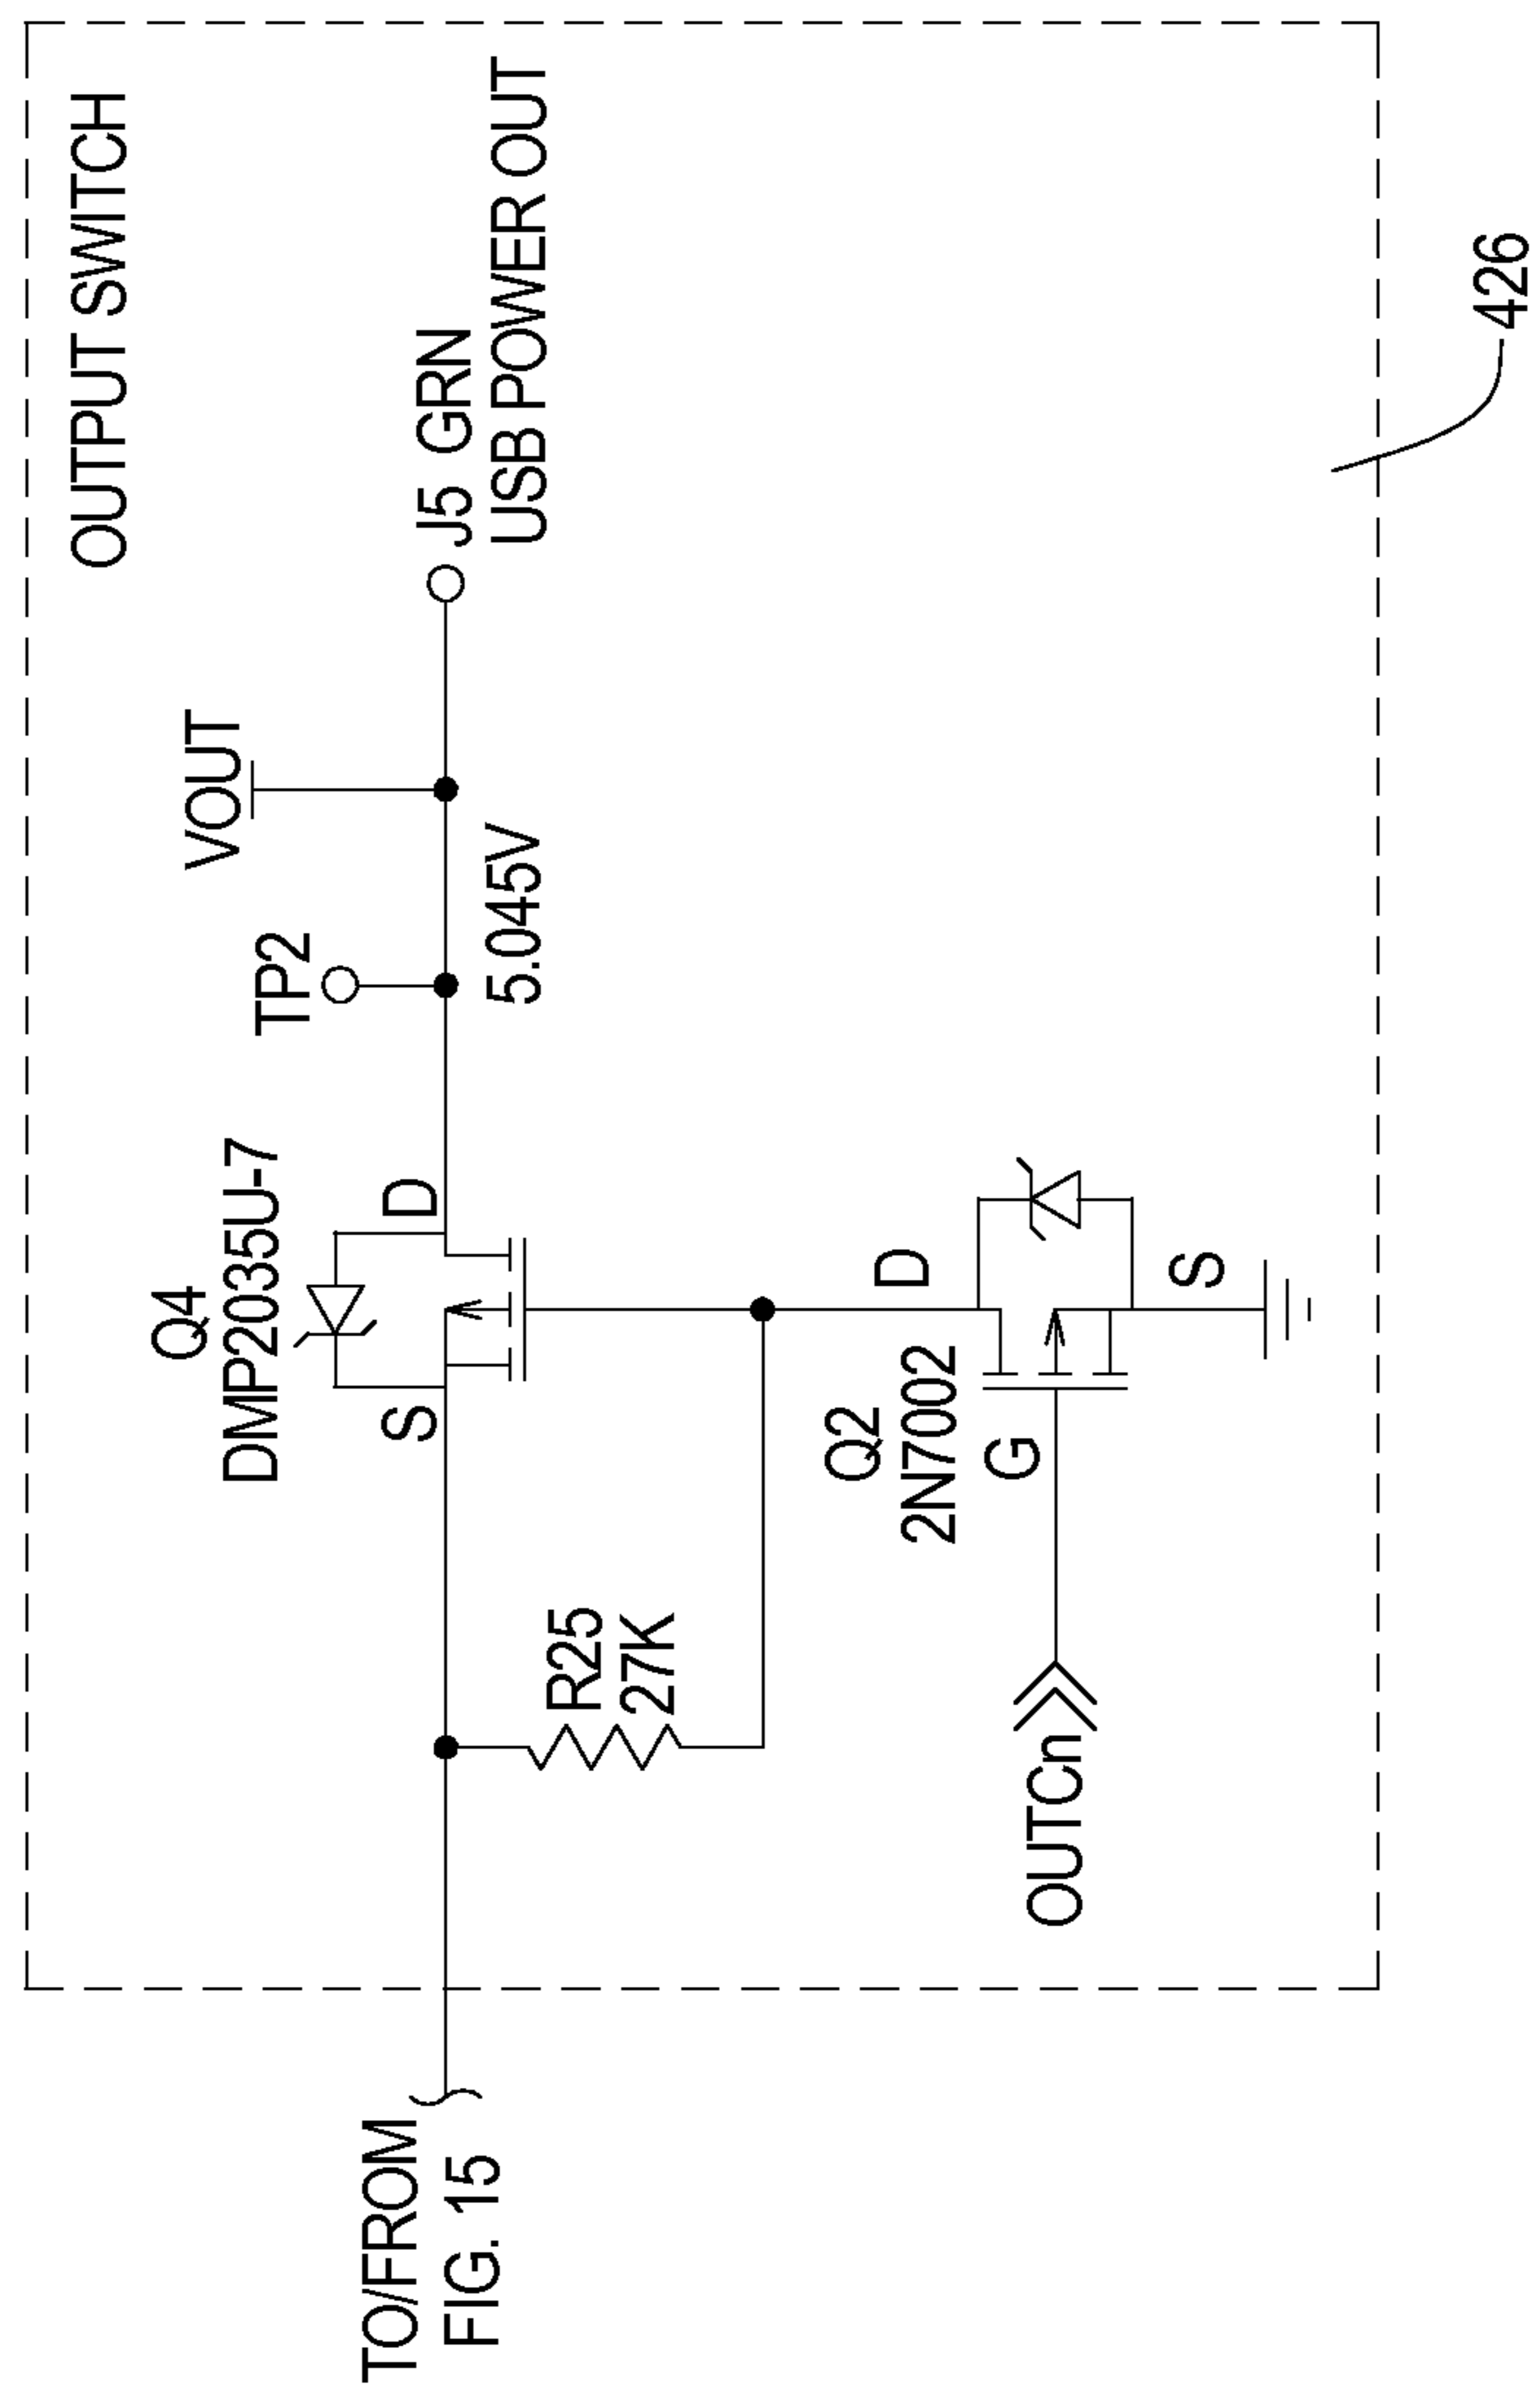 OUTPUT SWITCH
Q4
DMP2035U-7
VOUT
TP2
TO/FROM
FIG. 15
S
D
J5 GRN
USB POWER OUT
5.045V
R25
27K
Q2
2N7002
D
G
OUTCn
S
426